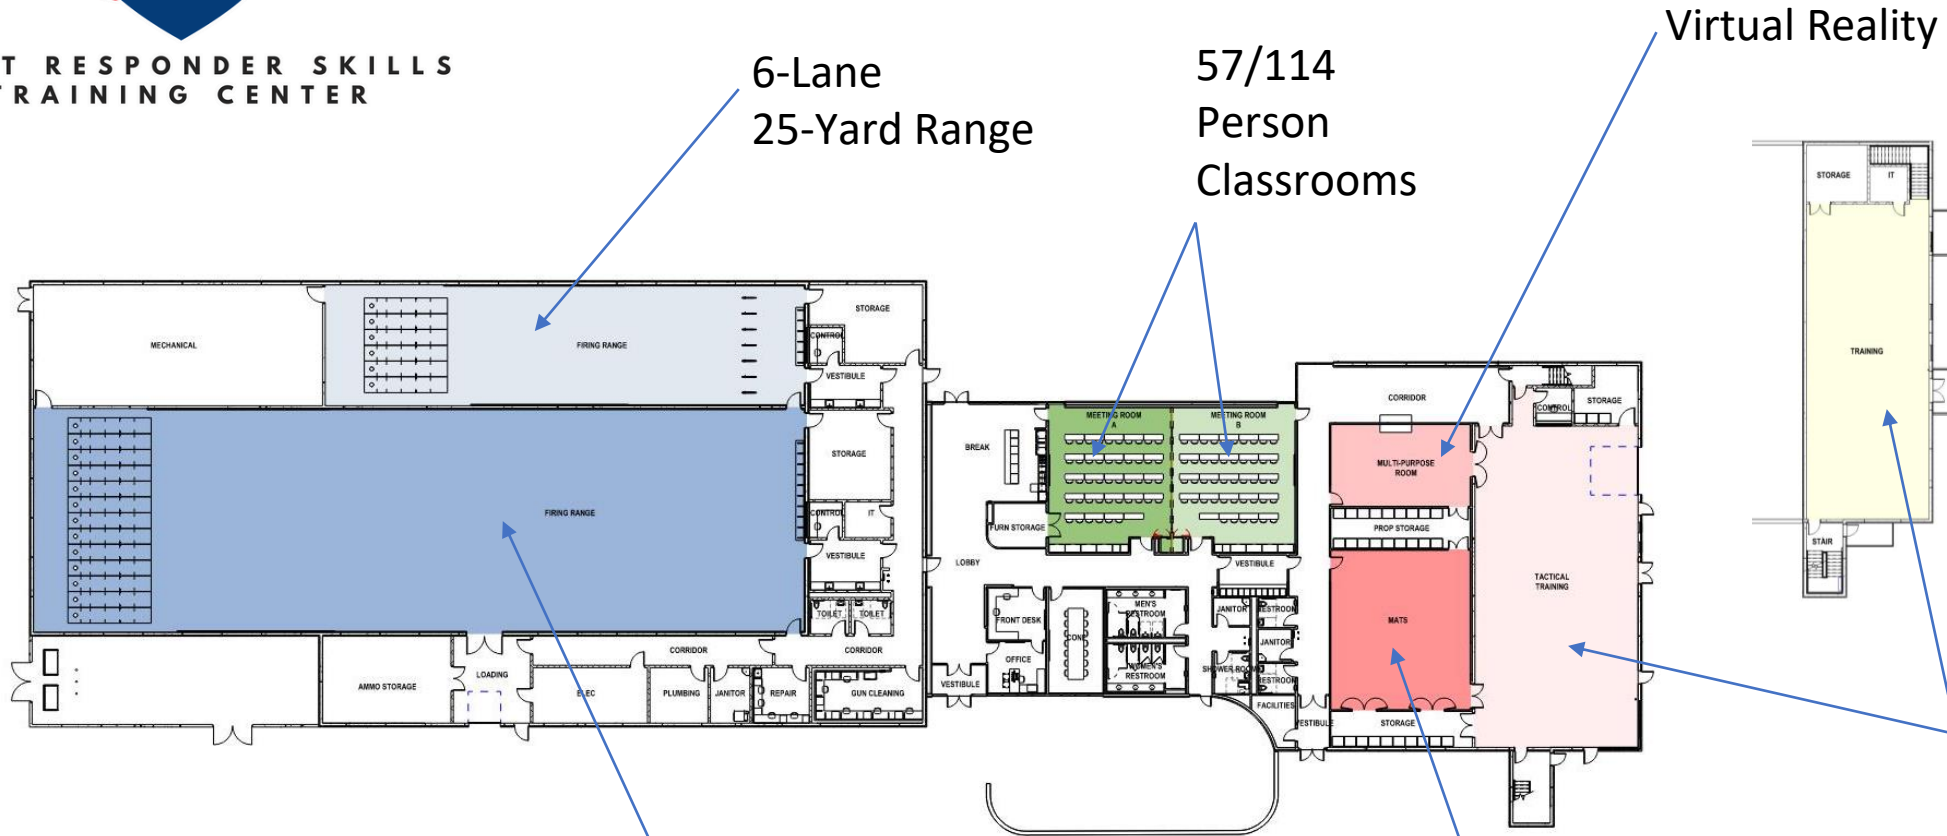 T RESPONDER SKILLS
TRAINING CENTER
6-Lane
25-Yard Range
57/114
Person
Classrooms
Virtual Reality
STORAGE
IT
TRAINING
STAIR
MECHANICAL
FIRING RANGE
STORAGE
CONTROL
VESTIBULE
FIRING RANGE
STORAGE
CONTROL
IT
VESTIBULE
TOILET
TOILET
CORRIDOR
CORRIDOR
AMMO STORAGE
LOADING
ELEC
PLUMBING
JANITOR
REPAIR
GUN CLEANING
BREAK
FURN STORAGE
LOBBY
MEETING ROOM
A
MEETING ROOM
B
VESTIBULE
FRONT DESK
OFFICE
VESTIBULE
CONF
MEN'S
RESTROOM
WOMEN'S
RESTROOM
JANITOR
SHOWER ROOM
RESTROOM
JANITOR
RESTROOM
FACILITIES
VESTIBULE
CORRIDOR
CONTROL
STORAGE
MULTI-PURPOSE
ROOM
PROP STORAGE
MATS
TACTICAL
TRAINING
STORAGE